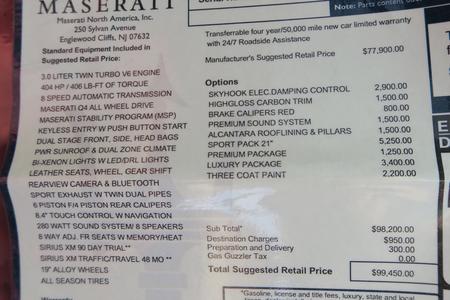 MASERATI
Maserati North America, Inc.
250 Sylvan Avenue
Englewood Cliffs, NJ 07632
Standard Equipment Included in
Suggested Retail Price:
3.0 LITER TWIN TURBO V6 ENGINE
404 HP / 406 LB-FT OF TORQUE
8 SPEED AUTOMATIC TRANSMISSION
MASERATI Q4 ALL WHEEL DRIVE
MASERATI STABILITY PROGRAM (MSP)
KEYLESS ENTRY W PUSH BUTTON START
DUAL STAGE FRONT, SIDE, HEAD BAGS
PWR SUNROOF & DUAL ZONE CLIMATE
BI-XENON LIGHTS W LED/DRL LIGHTS
LEATHER SEATS, WHEEL, GEAR SHIFT
REARVIEW CAMERA & BLUETOOTH
SPORT EXHAUST W TWIN DUAL PIPES
6 PISTON F/4 PISTON REAR CALIPERS
8.4" TOUCH CONTROL W NAVIGATION
280 WATT SOUND SYSTEM/ 8 SPEAKERS
8 WAY ADJ. FR SEATS W MEMORY/HEAT
SIRIUS XM 90 DAY TRIAL**
SIRIUS XM TRAFFIC/TRAVEL 48 MO **
19" ALLOY WHEELS
ALL SEASON TIRES
Note: Parts content
Transferrable four year/50,000 mile new car limited warranty
with 24/7 Roadside Assistance
Manufacturer's Suggested Retail Price: $77,900.00
Options
SKYHOOK ELEC.DAMPING CONTROL 2,900.00
HIGHGLOSS CARBON TRIM 1,500.00
BRAKE CALIPERS RED 800.00
PREMIUM SOUND SYSTEM 1,500.00
ALCANTARA ROOFLINING & PILLARS 1,500.00
SPORT PACK 21" 5,250.00
PREMIUM PACKAGE 1,250.00
LUXURY PACKAGE 3,400.00
THREE COAT PAINT 2,200.00
Sub Total* $98,200.00
Destination Charges $950.00
Preparation and Delivery 300.00
Gas Guzzler Tax 0.00
Total Suggested Retail Price $99,450.00
*Gasoline, license and title fees, luxury, state and local